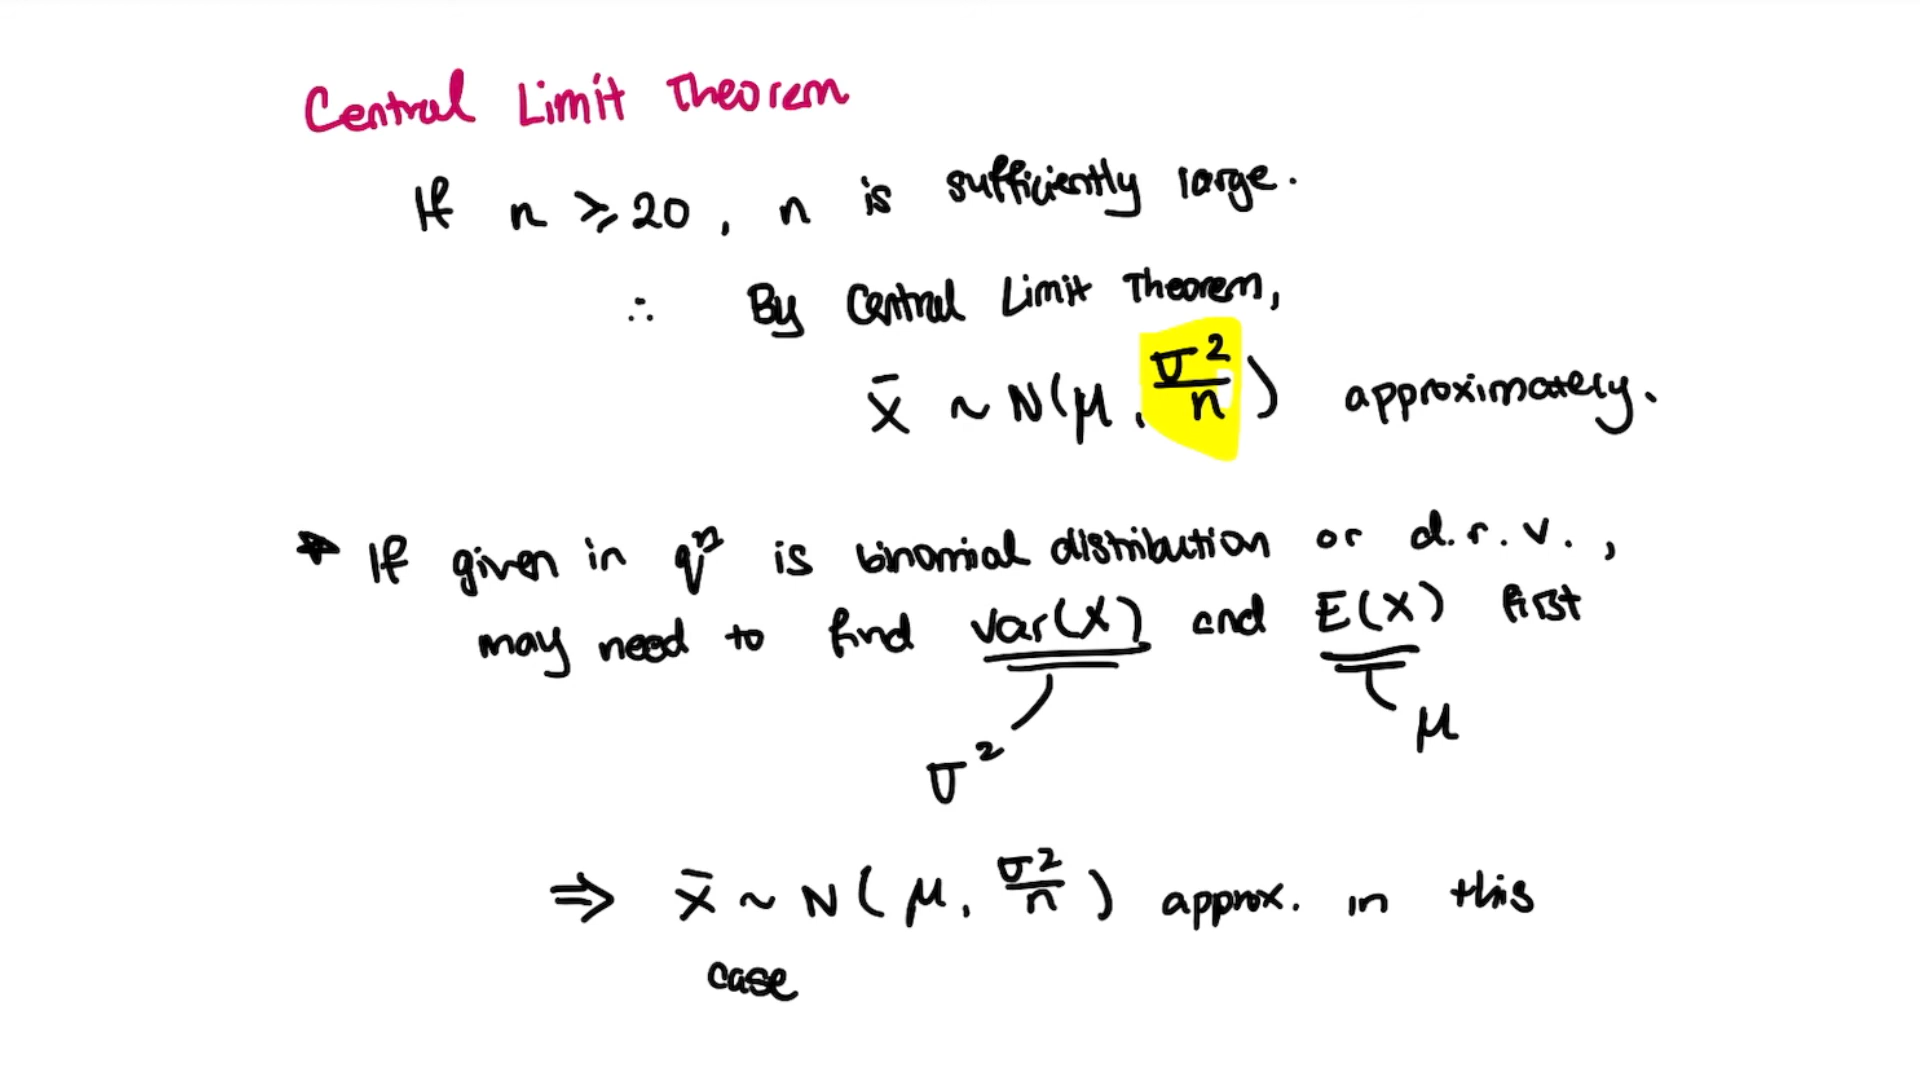 Central Limit Theorem
If n ⩾ 20, n is sufficiently large.
∴ By Central Limit Theorem,
X̄ ~ N(μ, σ²/n) approximately.
★ If given in qⁿ is binomial distribution or d.r.v.,
may need to find Var(X) and E(X) first
σ² μ
⇒ X̄ ~ N(μ, σ²/n) approx. in this
case